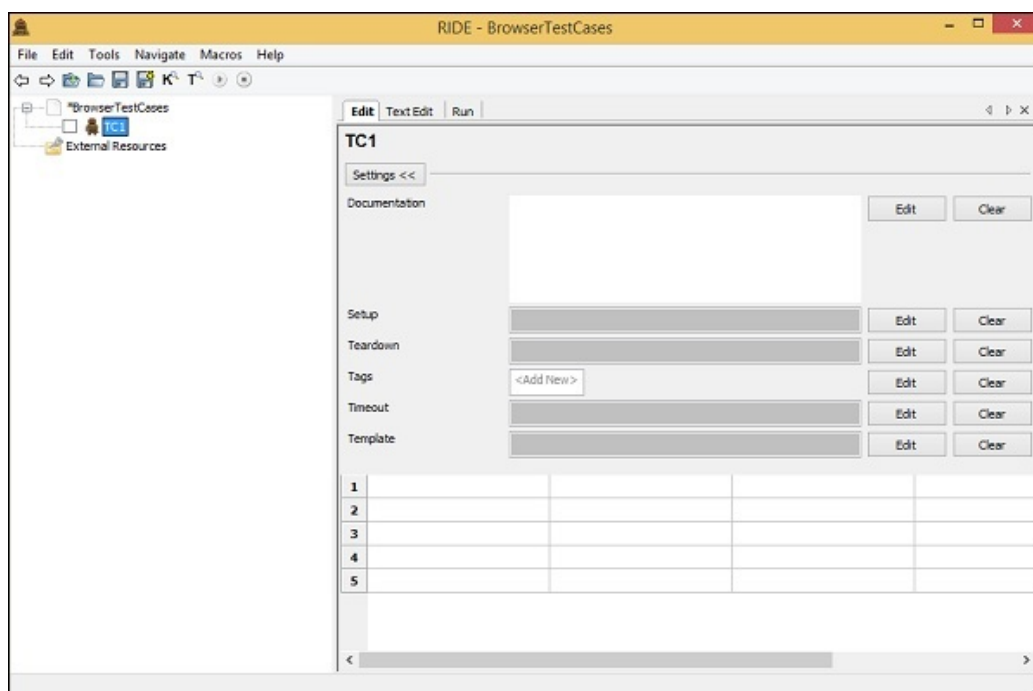 RIDE - BrowserTestCases
File Edit Tools Navigate Macros Help
K T
*BrowserTestCases
TC1
External Resources
Edit Text Edit Run
TC1
Settings <<
Documentation Edit Clear
Setup Edit Clear
Teardown Edit Clear
Tags <Add New> Edit Clear
Timeout Edit Clear
Template Edit Clear
1
2
3
4
5